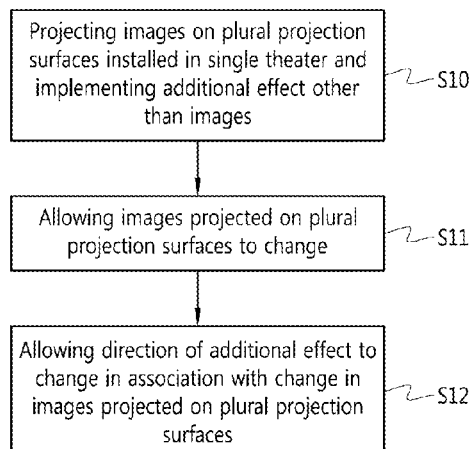 Projecting images on plural projection
surfaces installed in single theater and
implementing additional effect other
than images
S10
Allowing images projected on plural
projection surfaces to change
S11
Allowing direction of additional effect to
change in association with change in
images projected on plural projection
surfaces
S12